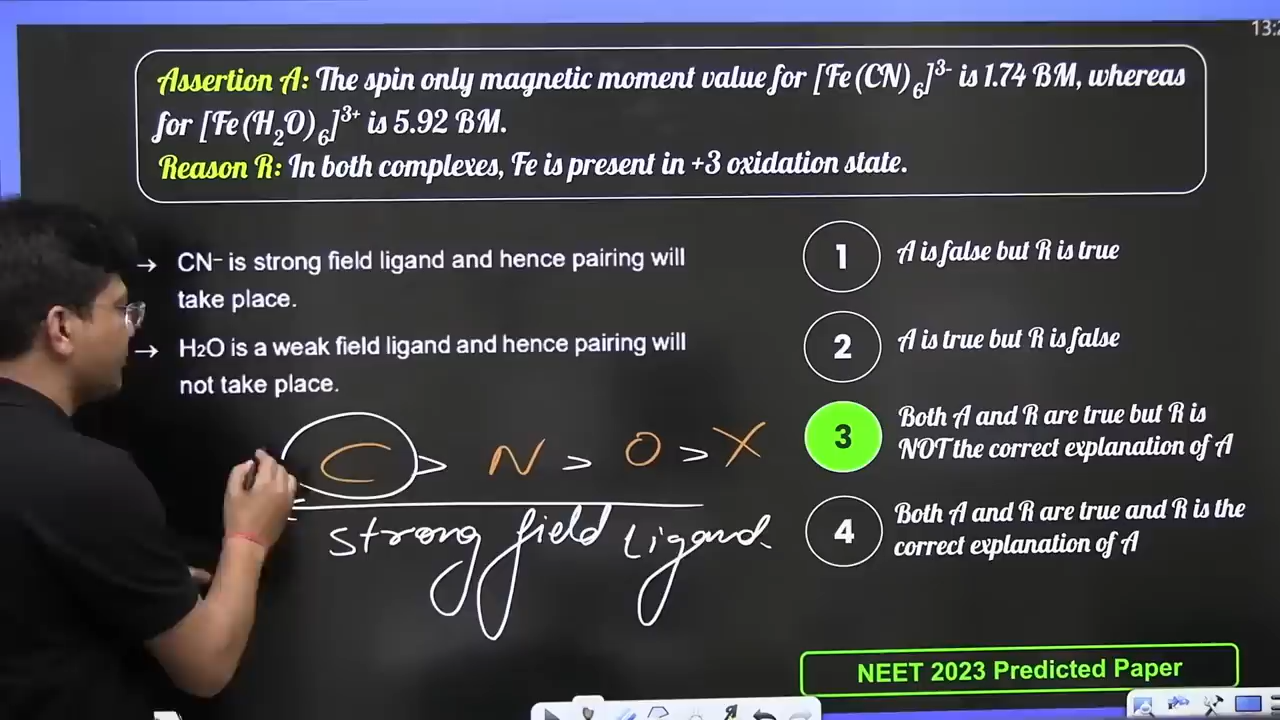 13:2
Assertion A: The spin only magnetic moment value for [Fe(CN)₆]³⁻ is 1.74 BM, whereas
for [Fe(H₂O)₆]³⁺ is 5.92 BM.
Reason R: In both complexes, Fe is present in +3 oxidation state.
→ CN⁻ is strong field ligand and hence pairing will
take place.
→ H₂O is a weak field ligand and hence pairing will
not take place.
C > N > O > X
strong field Ligand
1 A is false but R is true
2 A is true but R is false
3 Both A and R are true but R is
NOT the correct explanation of A
4 Both A and R are true and R is the
correct explanation of A
NEET 2023 Predicted Paper